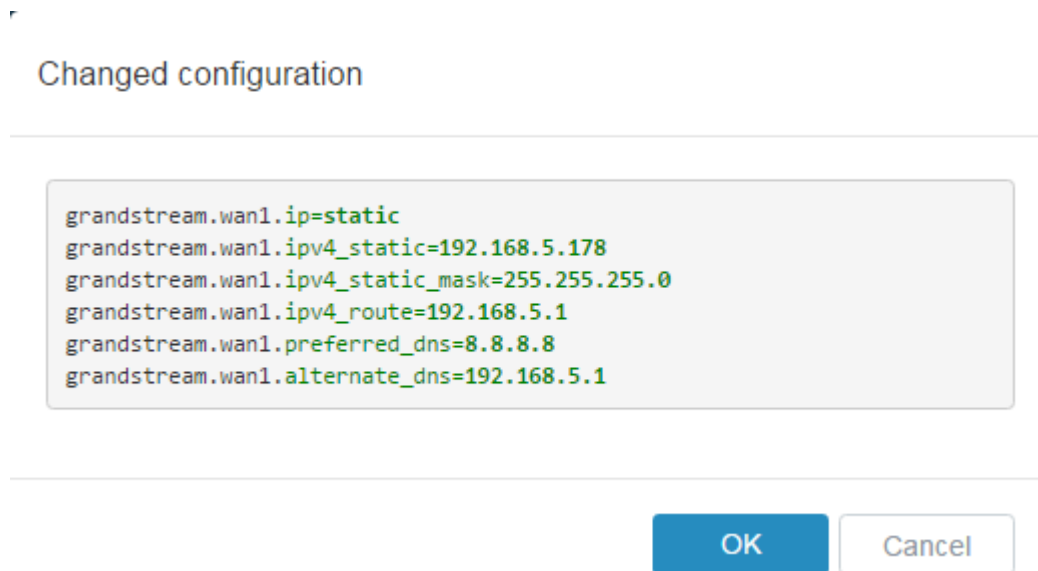 Changed configuration
grandstream.wan1.ip=static
grandstream.wan1.ipv4_static=192.168.5.178
grandstream.wan1.ipv4_static_mask=255.255.255.0
grandstream.wan1.ipv4_route=192.168.5.1
grandstream.wan1.preferred_dns=8.8.8.8
grandstream.wan1.alternate_dns=192.168.5.1
OK Cancel